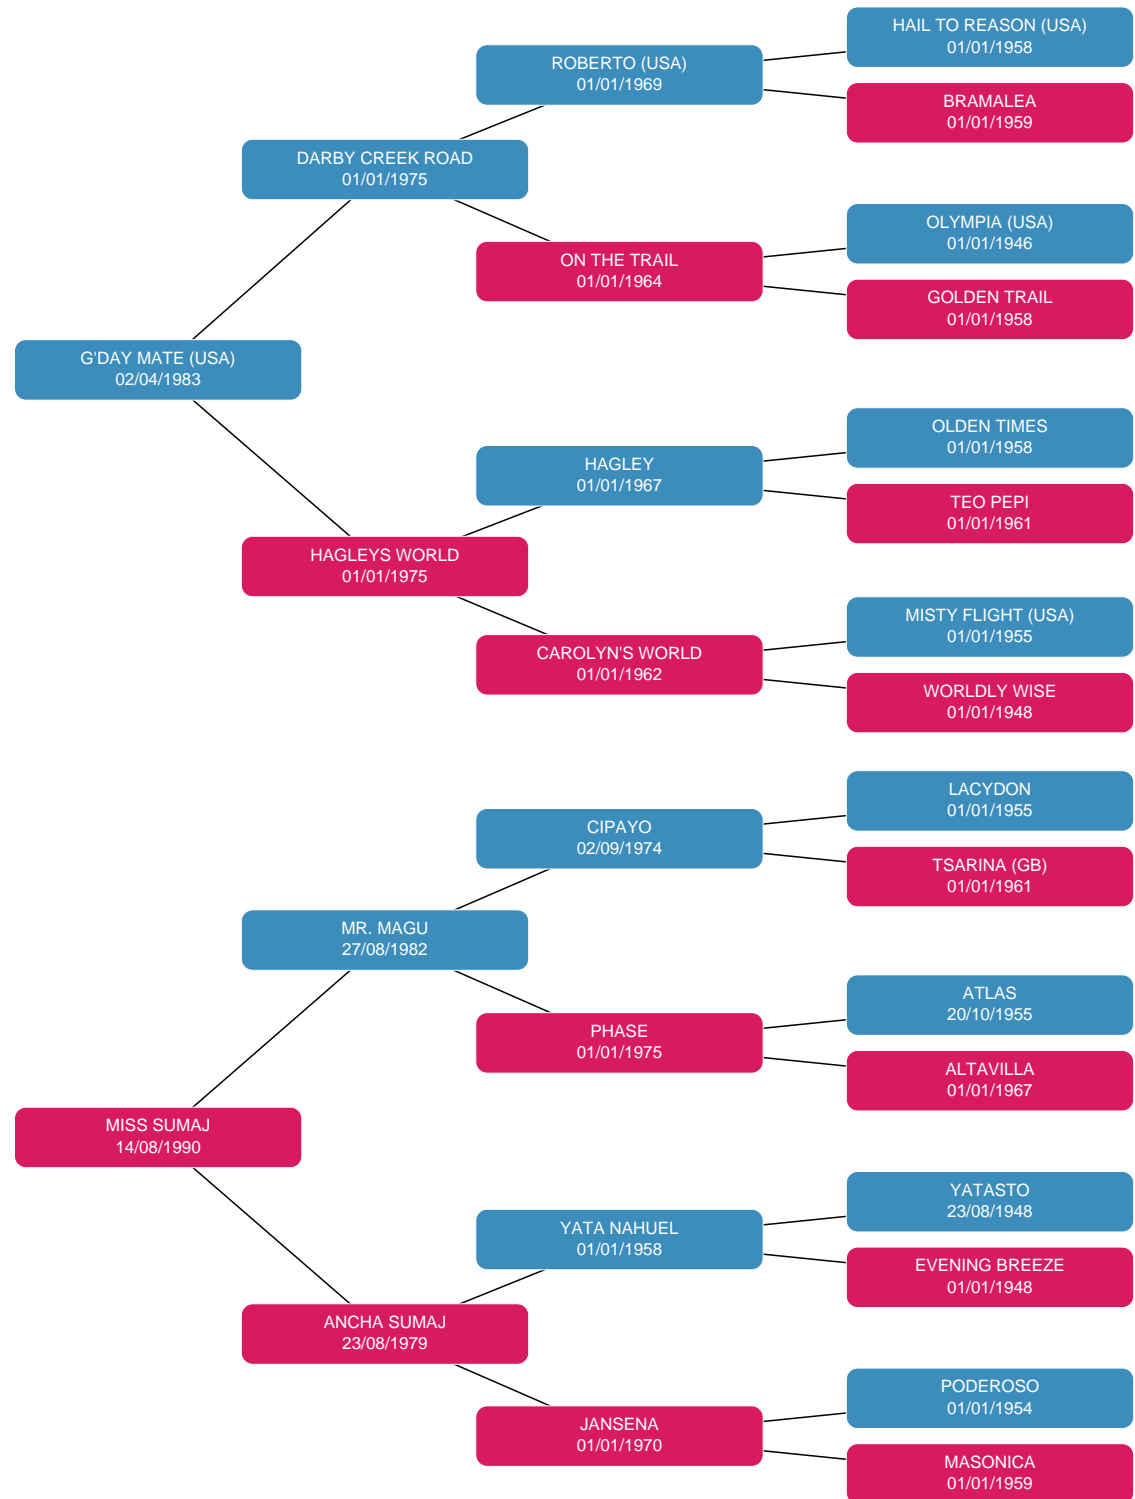 HAIL TO REASON (USA)
01/01/1958
ROBERTO (USA)
01/01/1969
BRAMALEA
01/01/1959
DARBY CREEK ROAD
01/01/1975
OLYMPIA (USA)
01/01/1946
ON THE TRAIL
01/01/1964
GOLDEN TRAIL
01/01/1958
G'DAY MATE (USA)
02/04/1983
OLDEN TIMES
01/01/1958
HAGLEY
01/01/1967
TEO PEPI
01/01/1961
HAGLEYS WORLD
01/01/1975
MISTY FLIGHT (USA)
01/01/1955
CAROLYN'S WORLD
01/01/1962
WORLDLY WISE
01/01/1948
LACYDON
01/01/1955
CIPAYO
02/09/1974
TSARINA (GB)
01/01/1961
MR. MAGU
27/08/1982
ATLAS
20/10/1955
PHASE
01/01/1975
ALTAVILLA
01/01/1967
MISS SUMAJ
14/08/1990
YATASTO
23/08/1948
YATA NAHUEL
01/01/1958
EVENING BREEZE
01/01/1948
ANCHA SUMAJ
23/08/1979
PODEROSO
01/01/1954
JANSENA
01/01/1970
MASONICA
01/01/1959